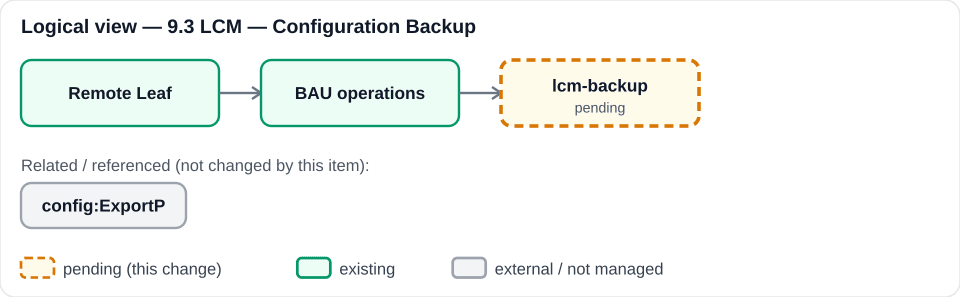 Logical view — 9.3 LCM — Configuration Backup
Remote Leaf
BAU operations
lcm-backup
pending
Related / referenced (not changed by this item):
config:ExportP
pending (this change)
existing
external / not managed